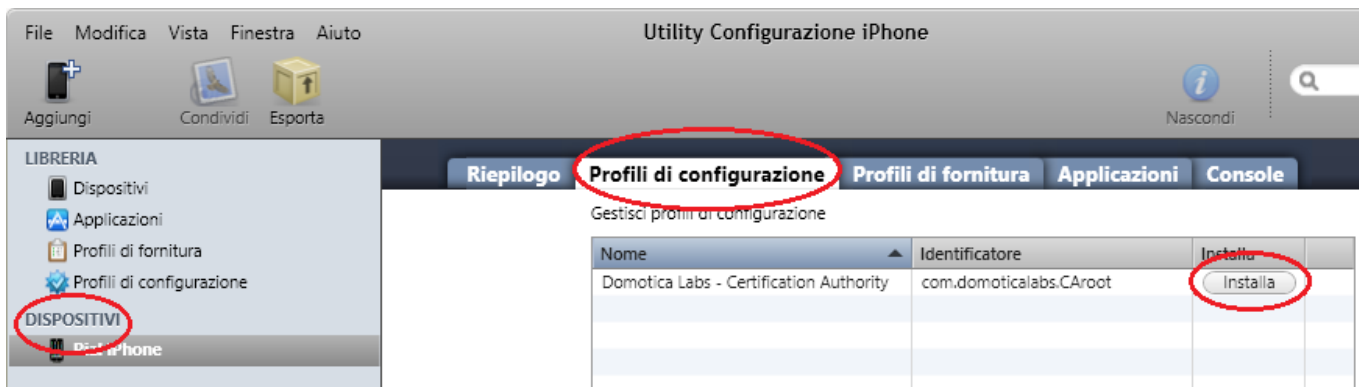 File Modifica Vista Finestra Aiuto
Utility Configurazione iPhone
Aggiungi Condividi Esporta Nascondi
LIBRERIA
Dispositivi
Applicazioni
Profili di fornitura
Profili di configurazione
DISPOSITIVI
iPhone
Riepilogo Profili di configurazione Profili di fornitura Applicazioni Console
Gestisci profili di configurazione
Nome Identificatore Installa
Domotica Labs - Certification Authority com.domoticalabs.CAroot Installa